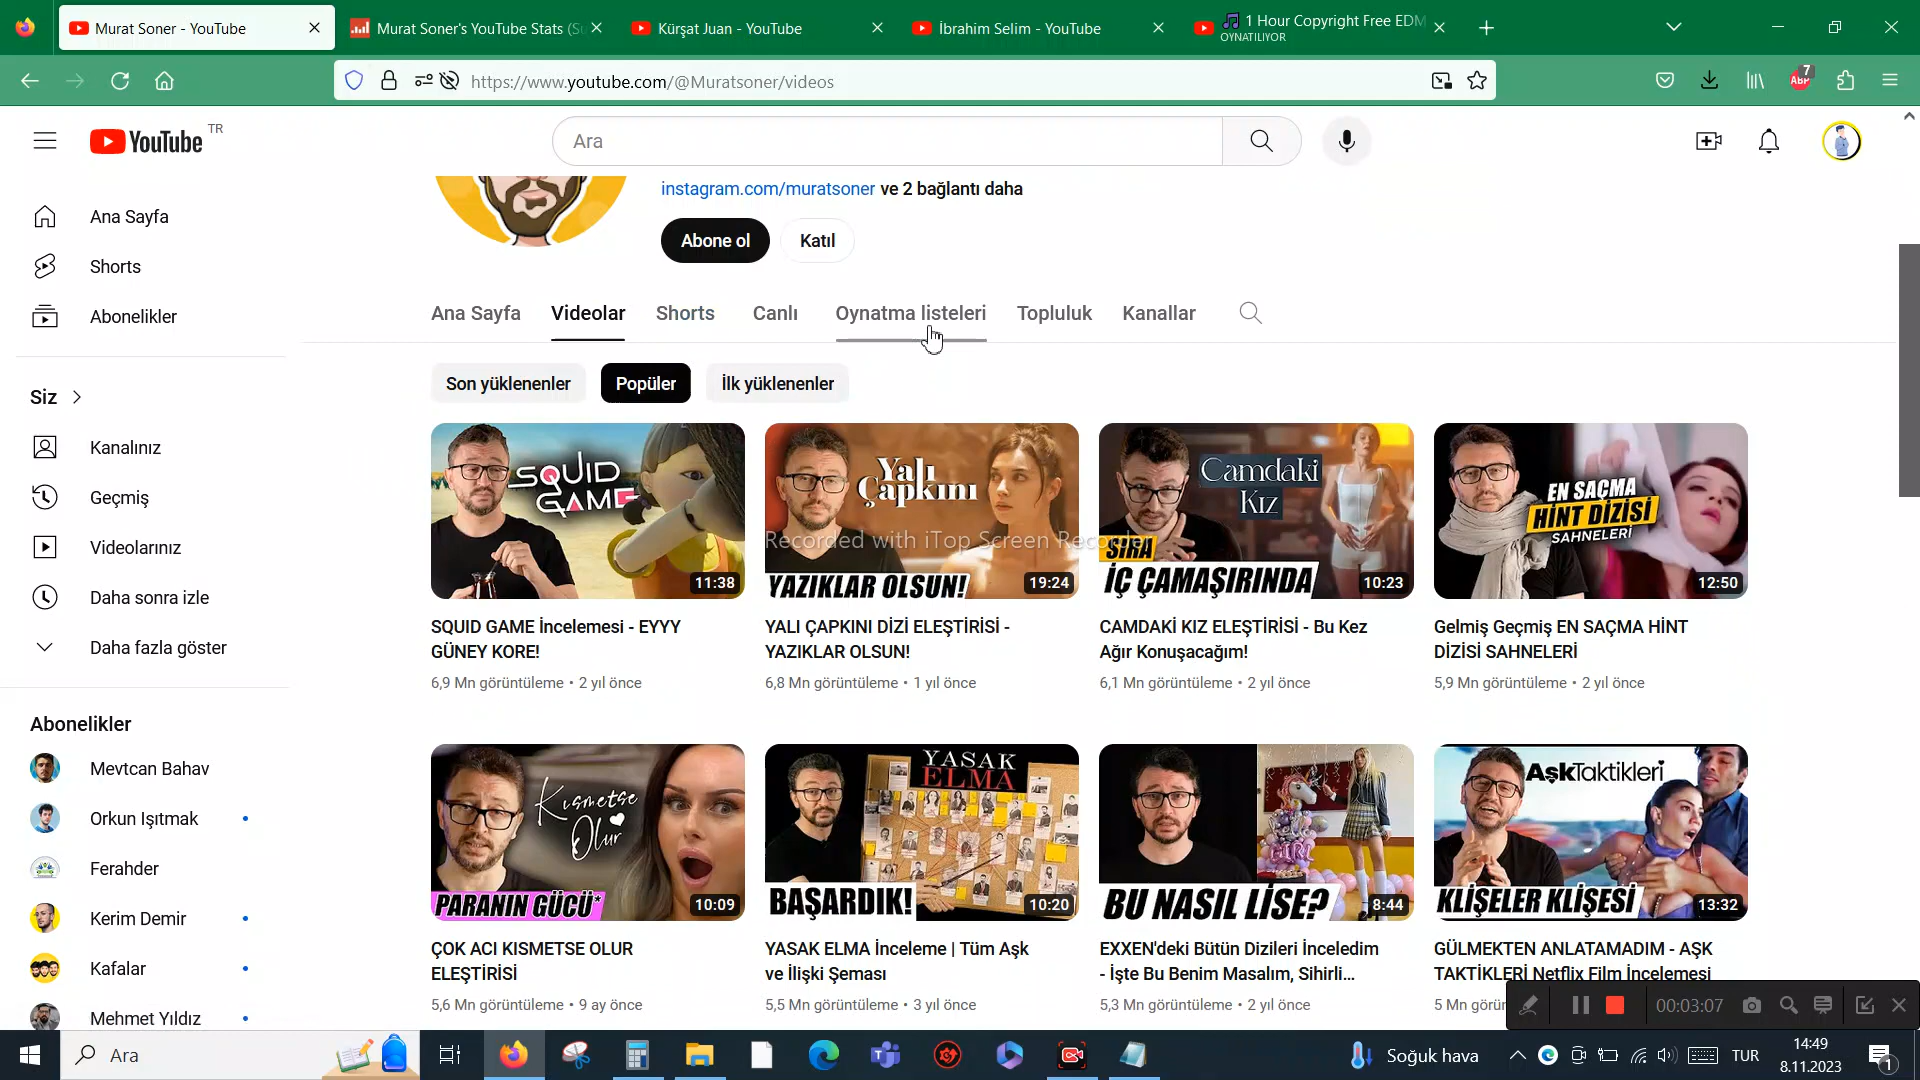 Murat Soner - YouTube
Murat Soner's YouTube Stats (Su
Kürşat Juan - YouTube
İbrahim Selim - YouTube
1 Hour Copyright Free EDM
OYNATILIYOR
https://www.youtube.com/@Muratsoner/videos
ABP
7
YouTube TR
Ara
instagram.com/muratsoner ve 2 bağlantı daha
Abone ol
Katıl
Ana Sayfa
Shorts
Abonelikler
Siz
Kanalınız
Geçmiş
Videolarınız
Daha sonra izle
Daha fazla göster
Abonelikler
Mevtcan Bahav
Orkun Işıtmak
Ferahder
Kerim Demir
Kafalar
Mehmet Yıldız
Ana Sayfa
Videolar
Shorts
Canlı
Oynatma listeleri
Topluluk
Kanallar
Son yüklenenler
Popüler
İlk yüklenenler
SQUID
GAME
11:38
Yalı
Çapkını
YAZIKLAR OLSUN!
19:24
Camdaki
Kız
SIRA
İÇ ÇAMAŞIRINDA
10:23
EN SAÇMA
HİNT DİZİSİ
SAHNELERİ
12:50
Recorded with iTop Screen Recorder
SQUID GAME İncelemesi - EYYY
GÜNEY KORE!
6,9 Mn görüntüleme • 2 yıl önce
YALI ÇAPKINI DİZİ ELEŞTİRİSİ -
YAZIKLAR OLSUN!
6,8 Mn görüntüleme • 1 yıl önce
CAMDAKİ KIZ ELEŞTİRİSİ - Bu Kez
Ağır Konuşacağım!
6,1 Mn görüntüleme • 2 yıl önce
Gelmiş Geçmiş EN SAÇMA HİNT
DİZİSİ SAHNELERİ
5,9 Mn görüntüleme • 2 yıl önce
Kısmetse
Olur
PARANIN GÜCÜ*
10:09
YASAK
ELMA
BAŞARDIK!
10:20
GIRL
BU NASIL LİSE?
8:44
AşkTaktikleri
KLİŞELER KLİŞESİ
13:32
ÇOK ACI KISMETSE OLUR
ELEŞTİRİSİ
5,6 Mn görüntüleme • 9 ay önce
YASAK ELMA İnceleme | Tüm Aşk
ve İlişki Şeması
5,5 Mn görüntüleme • 3 yıl önce
EXXEN'deki Bütün Dizileri İnceledim
- İşte Bu Benim Masalım, Sihirli...
5,3 Mn görüntüleme • 2 yıl önce
GÜLMEKTEN ANLATAMADIM - AŞK
TAKTİKLERİ Netflix Film İncelemesi
5 Mn görün
00:03:07
Ara
Soğuk hava
TUR
14:49
8.11.2023
1